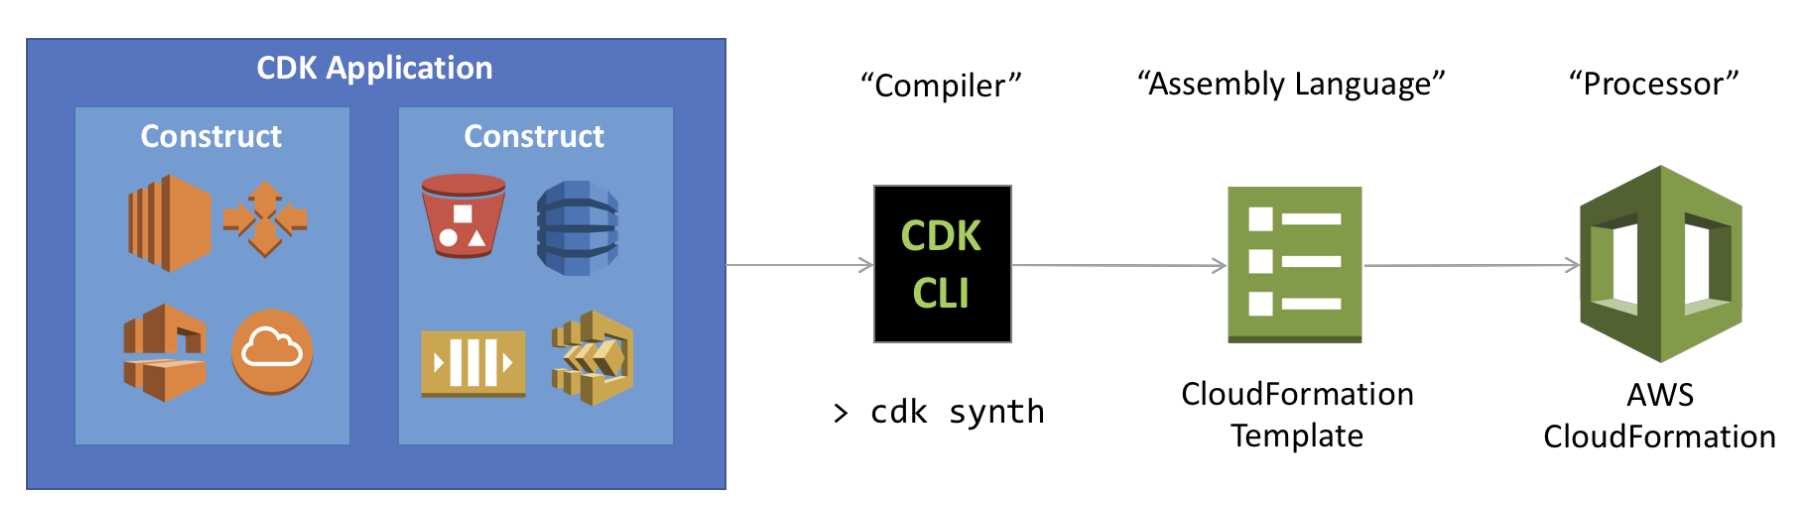 CDK Application
Construct
Construct
“Compiler”
“Assembly Language”
“Processor”
CDK
CLI
> cdk synth
CloudFormation
Template
AWS
CloudFormation